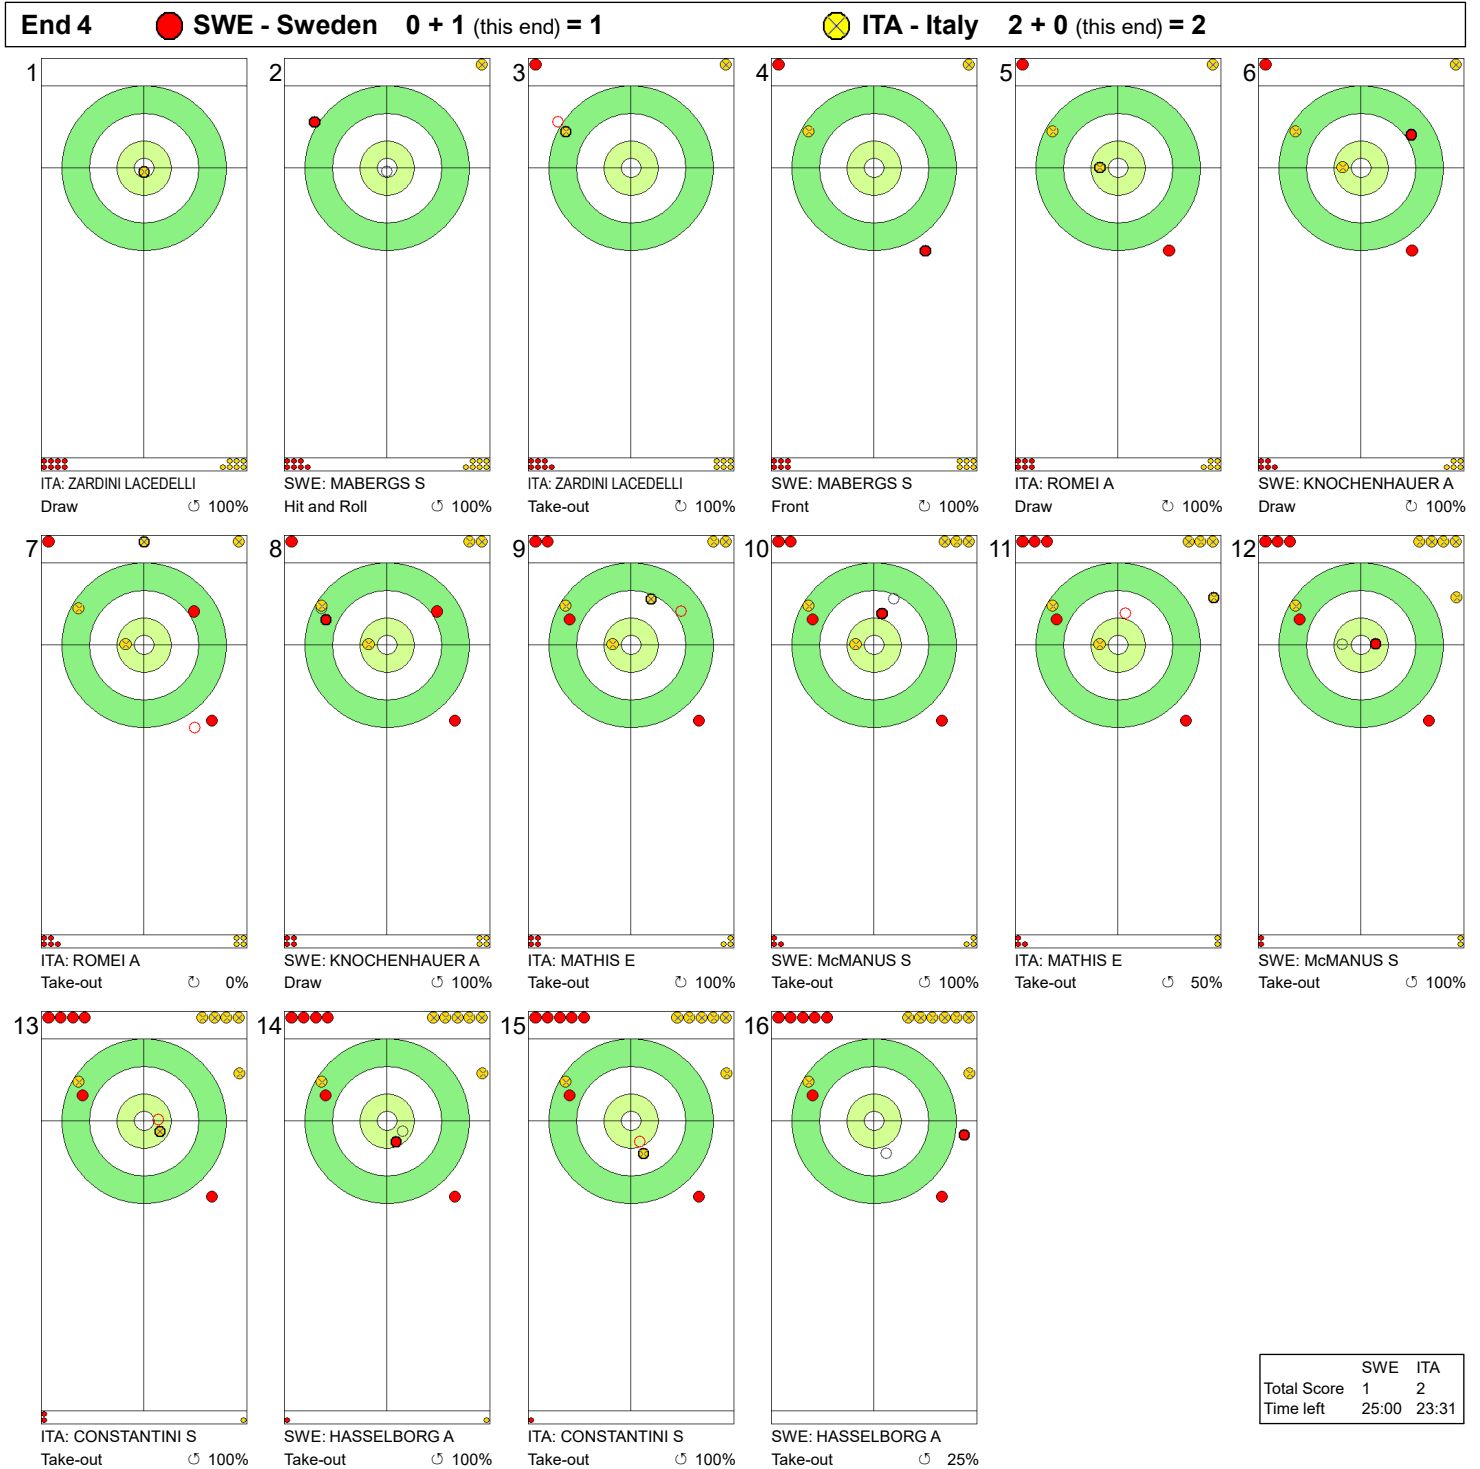 End 4 SWE - Sweden 0 + 1 (this end) = 1 ITA - Italy 2 + 0 (this end) = 2
1 2 3 4 5 6
ITA: ZARDINI LACEDELLI SWE: MABERGS S ITA: ZARDINI LACEDELLI SWE: MABERGS S ITA: ROMEI A SWE: KNOCHENHAUER A
Draw ↺ 100% Hit and Roll ↺ 100% Take-out ↻ 100% Front ↻ 100% Draw ↺ 100% Draw ↻ 100%
7 8 9 10 11 12
ITA: ROMEI A SWE: KNOCHENHAUER A ITA: MATHIS E SWE: McMANUS S ITA: MATHIS E SWE: McMANUS S
Take-out ↻ 0% Draw ↺ 100% Take-out ↻ 100% Take-out ↻ 100% Take-out ↺ 50% Take-out ↺ 100%
13 14 15 16
ITA: CONSTANTINI S SWE: HASSELBORG A ITA: CONSTANTINI S SWE: HASSELBORG A
Take-out ↺ 100% Take-out ↺ 100% Take-out ↺ 100% Take-out ↺ 25%
SWE ITA
Total Score 1 2
Time left 25:00 23:31